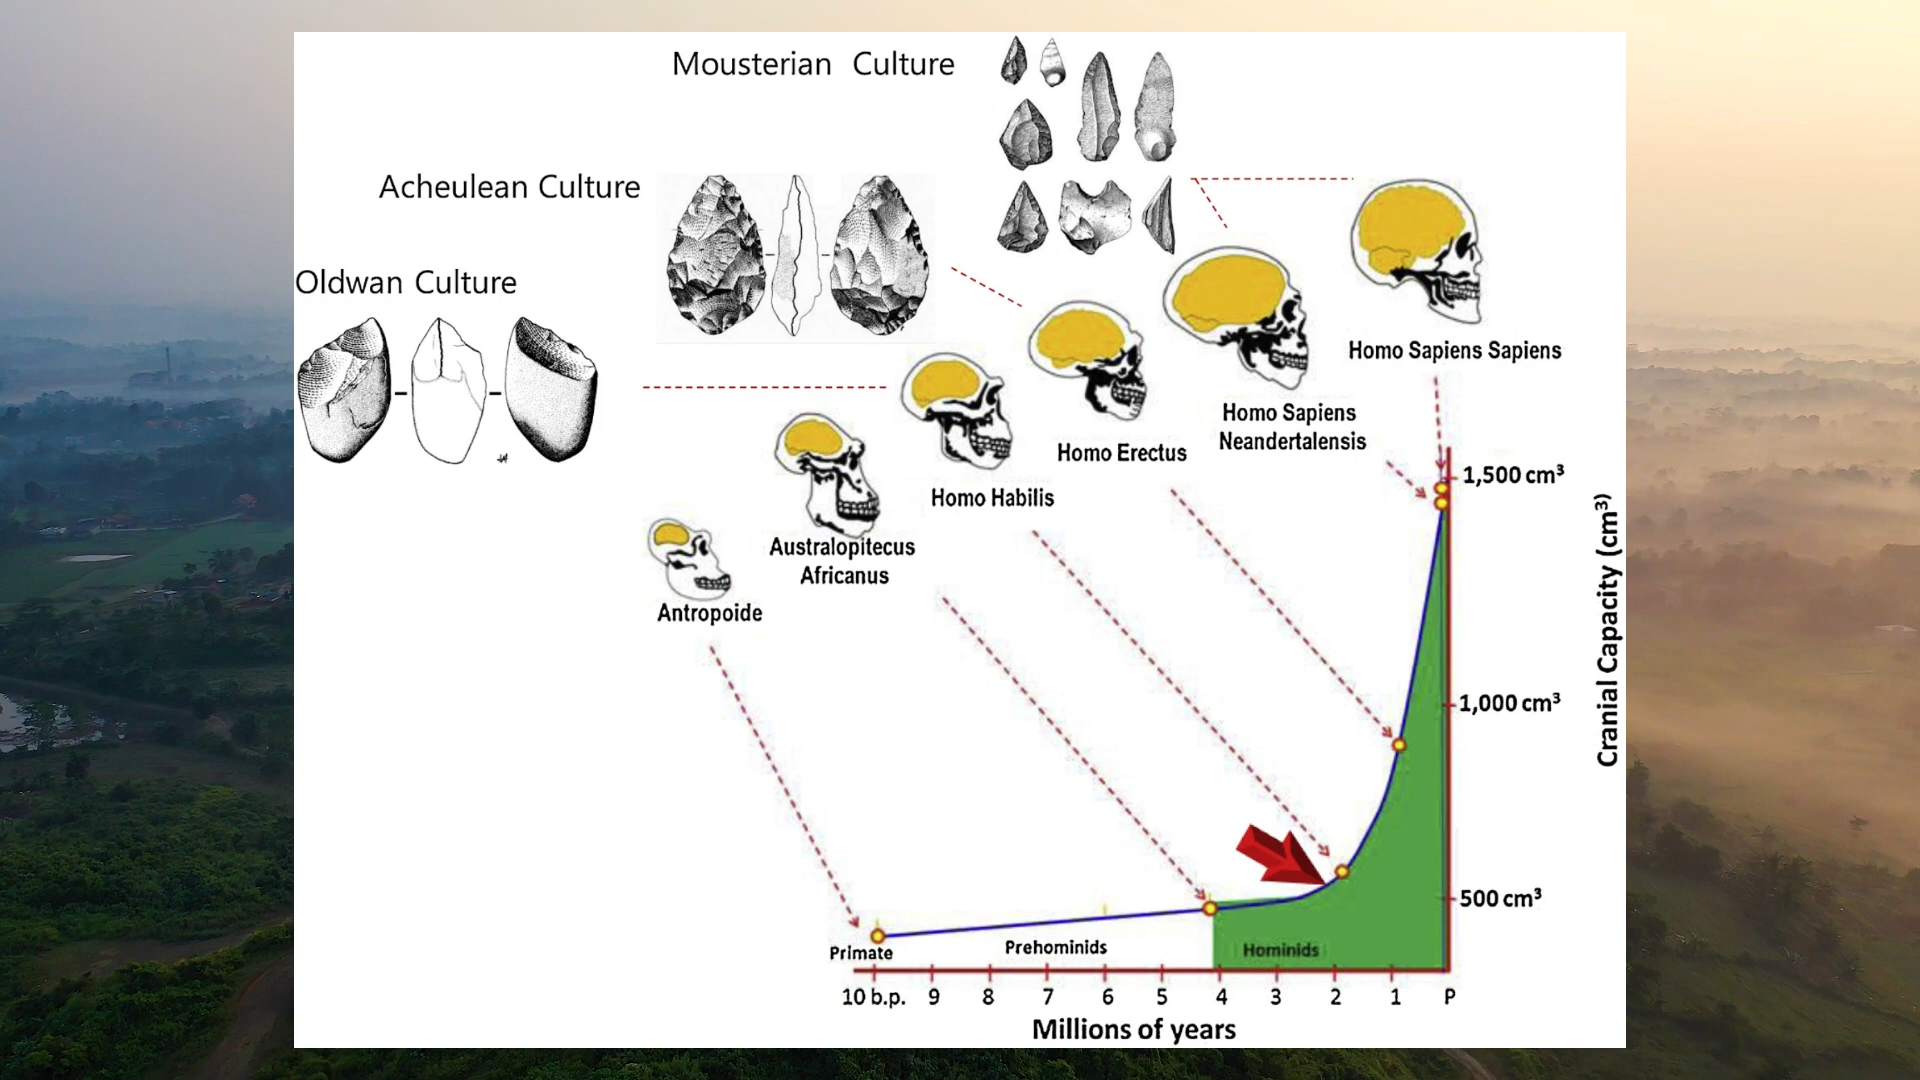 Mousterian Culture
Acheulean Culture
Oldwan Culture
Homo Sapiens Sapiens
Homo Sapiens
Neandertalensis
Homo Erectus
Homo Habilis
Australopitecus
Africanus
Antropoide
1,500 cm³
1,000 cm³
500 cm³
Cranial Capacity (cm³)
Primate
Prehominids
Hominids
10 b.p. 9 8 7 6 5 4 3 2 1 P
Millions of years